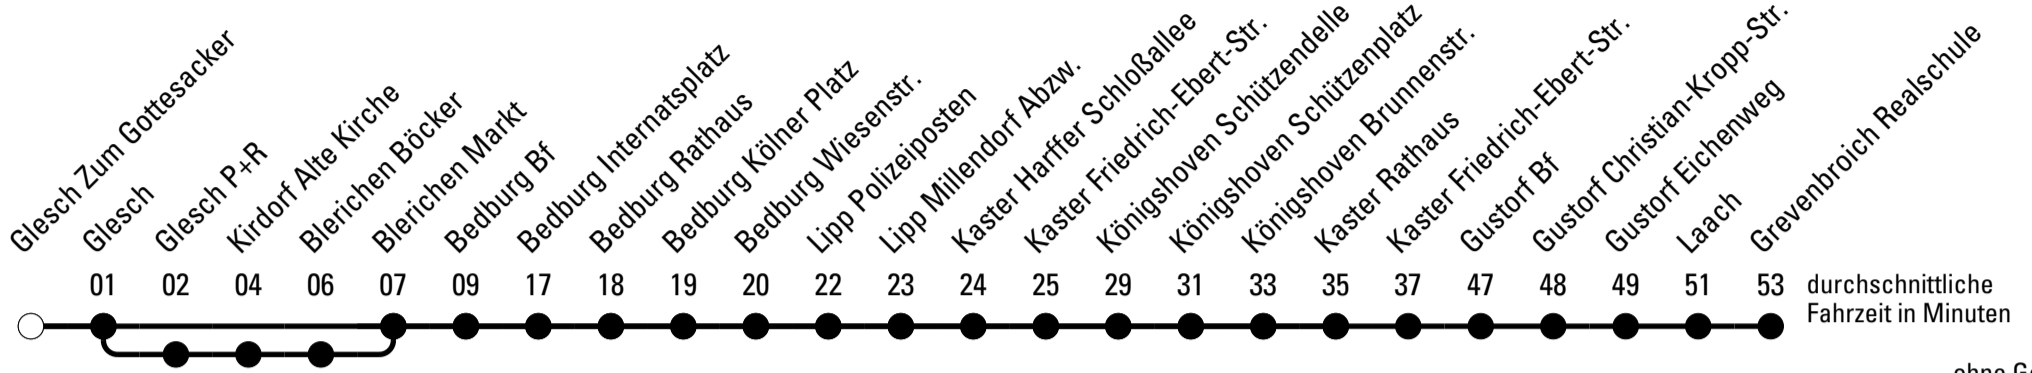 Glesch Zum Gottesacker
Glesch
Glesch P+R
Kirdorf Alte Kirche
Blerichen Böcker
Blerichen Markt
Bedburg Bf
Bedburg Internatsplatz
Bedburg Rathaus
Bedburg Kölner Platz
Bedburg Wiesenstr.
Lipp Polizeiposten
Lipp Millendorf Abzw.
Kaster Harffer Schloßallee
Kaster Friedrich-Ebert-Str.
Königshoven Schützendelle
Königshoven Schützenplatz
Königshoven Brunnenstr.
Kaster Rathaus
Kaster Friedrich-Ebert-Str.
Gustorf Bf
Gustorf Christian-Kropp-Str.
Gustorf Eichenweg
Laach
Grevenbroich Realschule
01 02 04 06 07 09 17 18 19 20 22 23 24 25 29 31 33 35 37 47 48 49 51 53 durchschnittliche
Fahrzeit in Minuten